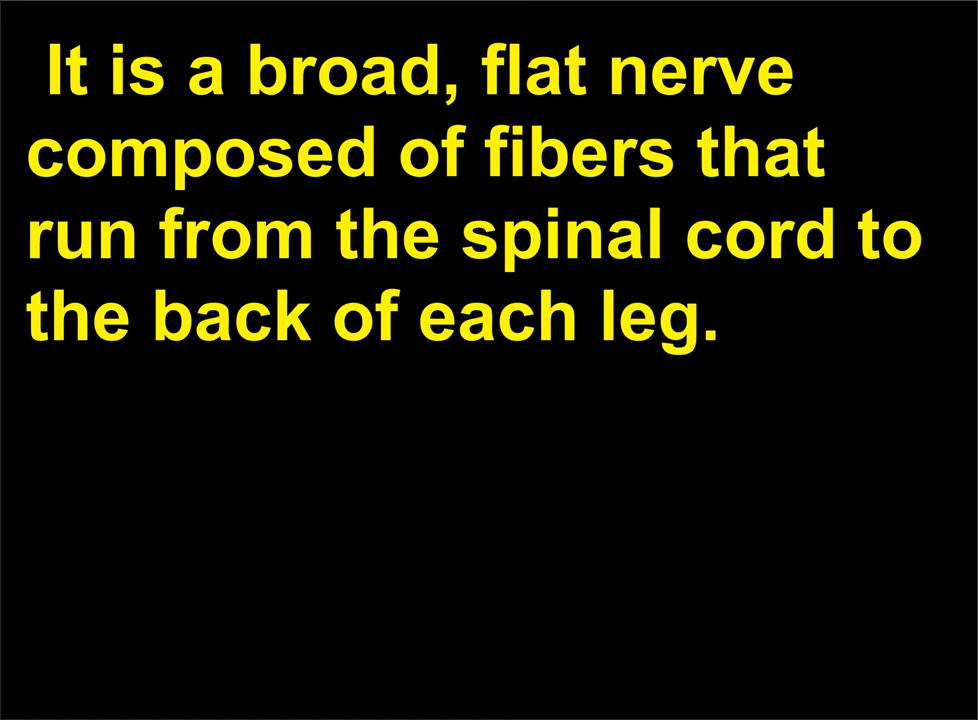 It is a broad, flat nerve
composed of fibers that
run from the spinal cord to
the back of each leg.